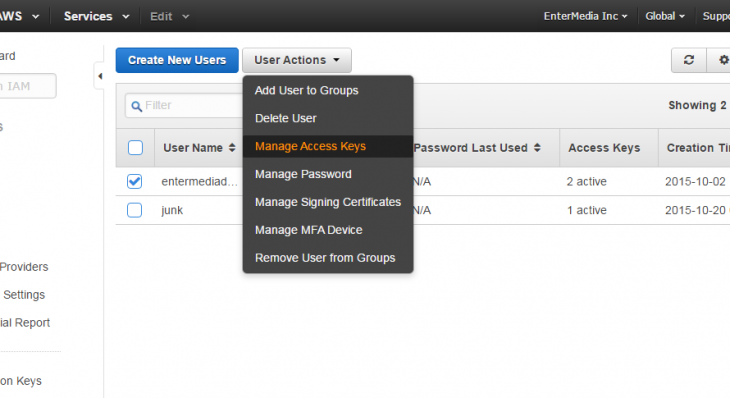 AWS Services Edit EnterMedia Inc Global Suppo
ard
n IAM
Create New Users User Actions
Filter
Showing 2
Add User to Groups
Delete User
Manage Access Keys
Manage Password
Manage Signing Certificates
Manage MFA Device
Remove User from Groups
User Name Password Last Used Access Keys Creation Ti
entermediad... N/A 2 active 2015-10-02
junk N/A 1 active 2015-10-20
Providers
Settings
ial Report
on Keys